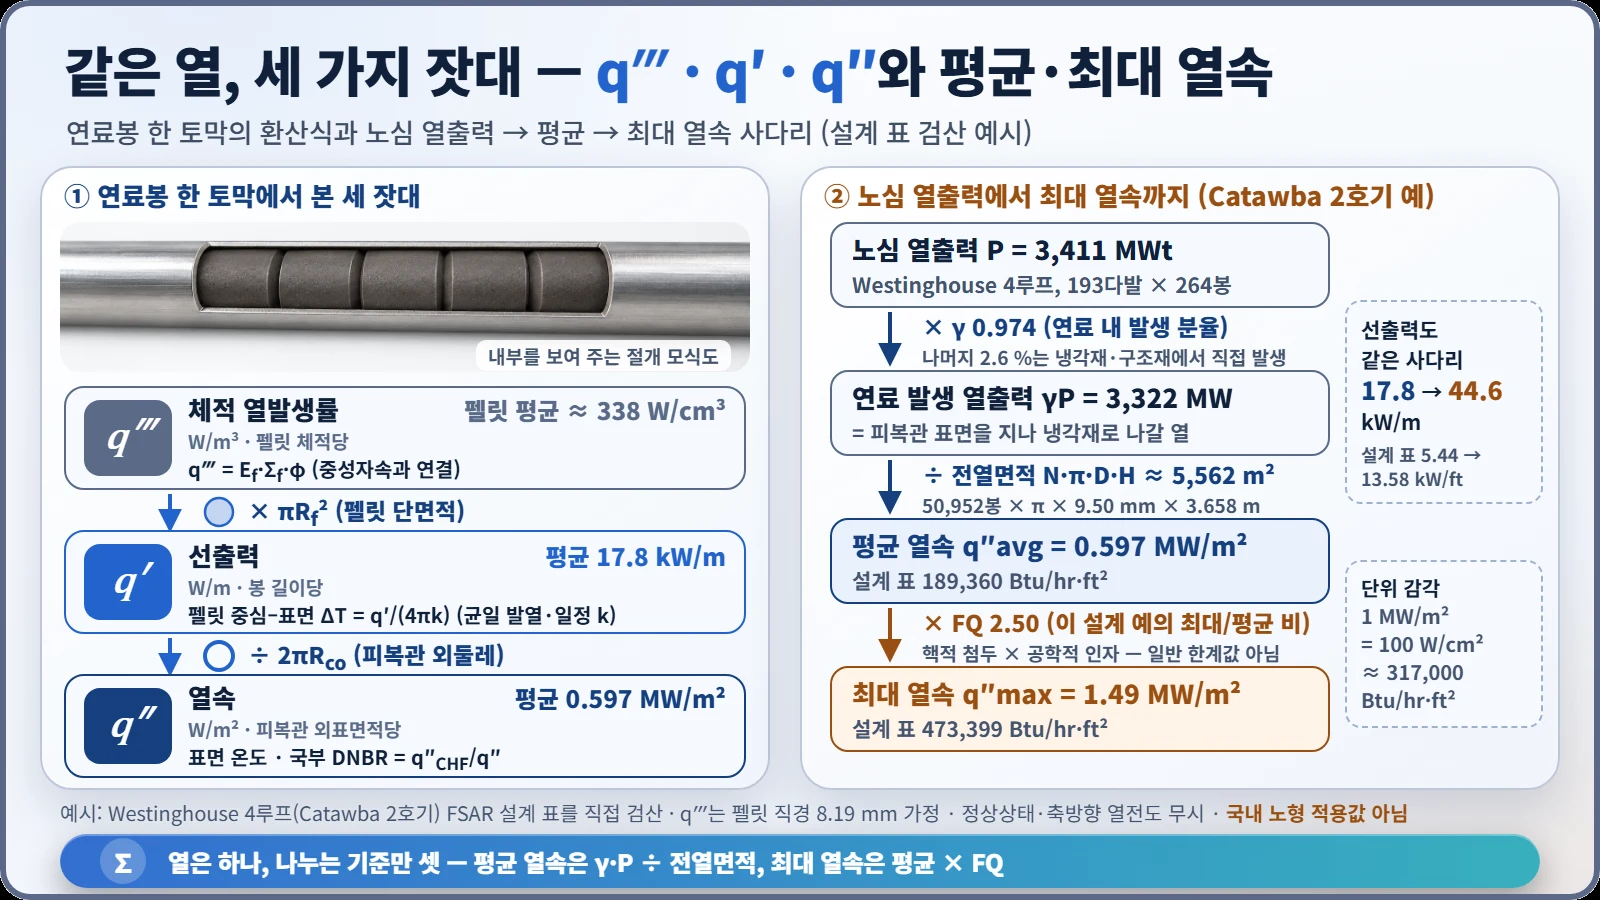 같은 열, 세 가지 잣대 — q‴ · q′ · q″와 평균·최대 열속
연료봉 한 토막의 환산식과 노심 열출력 → 평균 → 최대 열속 사다리 (설계 표 검산 예시)
① 연료봉 한 토막에서 본 세 잣대
내부를 보여 주는 절개 모식도
q‴
체적 열발생률
펠릿 평균 ≈ 338 W/cm³
W/m³ · 펠릿 체적당
q‴ = E_f·Σ_f·ϕ (중성자속과 연결)
× πR_f² (펠릿 단면적)
q′
선출력
평균 17.8 kW/m
W/m · 봉 길이당
펠릿 중심–표면 ΔT = q′/(4πk) (균일 발열·일정 k)
÷ 2πR_co (피복관 외둘레)
q″
열속
평균 0.597 MW/m²
W/m² · 피복관 외표면적당
표면 온도 · 국부 DNBR = q″_CHF/q″
② 노심 열출력에서 최대 열속까지 (Catawba 2호기 예)
노심 열출력 P = 3,411 MWt
Westinghouse 4루프, 193다발 × 264봉
× γ 0.974 (연료 내 발생 분율)
나머지 2.6 %는 냉각재·구조재에서 직접 발생
연료 발생 열출력 γP = 3,322 MW
= 피복관 표면을 지나 냉각재로 나갈 열
÷ 전열면적 N·π·D·H ≈ 5,562 m²
50,952봉 × π × 9.50 mm × 3.658 m
평균 열속 q″avg = 0.597 MW/m²
설계 표 189,360 Btu/hr·ft²
× FQ 2.50 (이 설계 예의 최대/평균 비)
핵적 첨두 × 공학적 인자 — 일반 한계값 아님
최대 열속 q″max = 1.49 MW/m²
설계 표 473,399 Btu/hr·ft²
선출력도
같은 사다리
17.8 → 44.6
kW/m
설계 표 5.44 →
13.58 kW/ft
단위 감각
1 MW/m²
= 100 W/cm²
≈ 317,000
Btu/hr·ft²
예시: Westinghouse 4루프(Catawba 2호기) FSAR 설계 표를 직접 검산 · q‴는 펠릿 직경 8.19 mm 가정 · 정상상태·축방향 열전도 무시 · 국내 노형 적용값 아님
Σ 열은 하나, 나누는 기준만 셋 — 평균 열속은 γ·P ÷ 전열면적, 최대 열속은 평균 × FQ